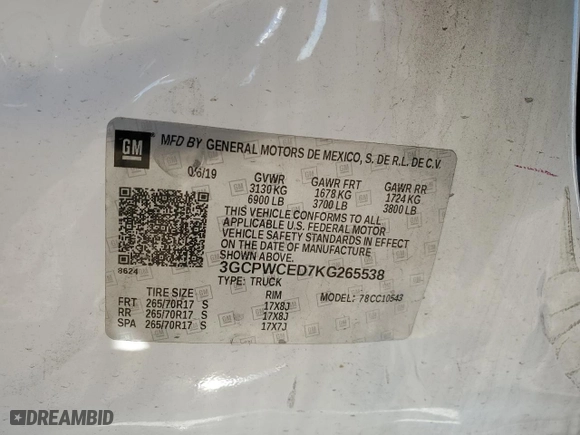 GM MFD BY GENERAL MOTORS DE MEXICO, S. DE R.L. DE C.V.
06/19 GVWR GAWR FRT GAWR RR
3130 KG 1678 KG 1724 KG
6900 LB 3700 LB 3800 LB
THIS VEHICLE CONFORMS TO ALL
APPLICABLE U.S. FEDERAL MOTOR
VEHICLE SAFETY STANDARDS IN EFFECT
ON THE DATE OF MANUFACTURE
SHOWN ABOVE.
8624 3GCPWCED7KG265538
TYPE: TRUCK
TIRE SIZE RIM MODEL: 78CC10543
FRT 265/70R17 S 17X8J
RR 265/70R17 S 17X8J
SPA 265/70R17 S 17X7J
DREAMBID